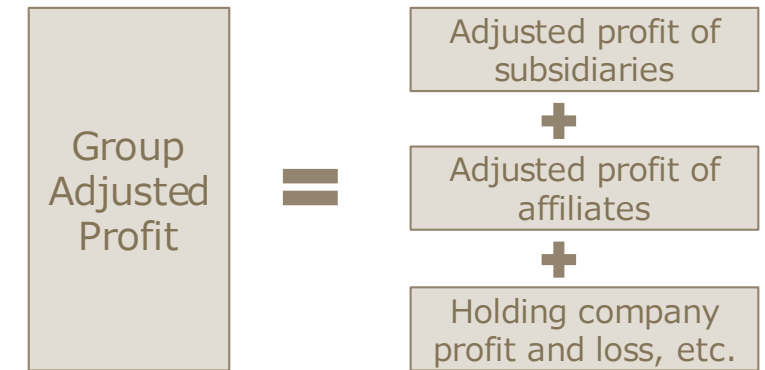 Group
Adjusted
Profit
=
Adjusted profit of
subsidiaries
+
Adjusted profit of
affiliates
+
Holding company
profit and loss, etc.